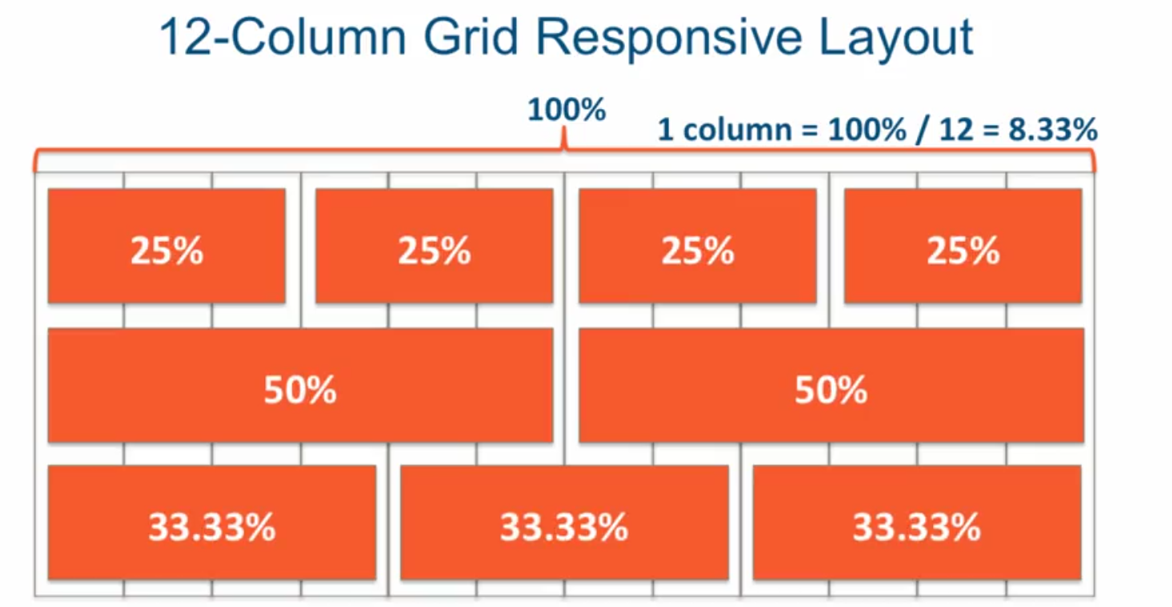 12-Column Grid Responsive Layout
100%
1 column = 100% / 12 = 8.33%
25% 25% 25% 25%
50% 50%
33.33% 33.33% 33.33%